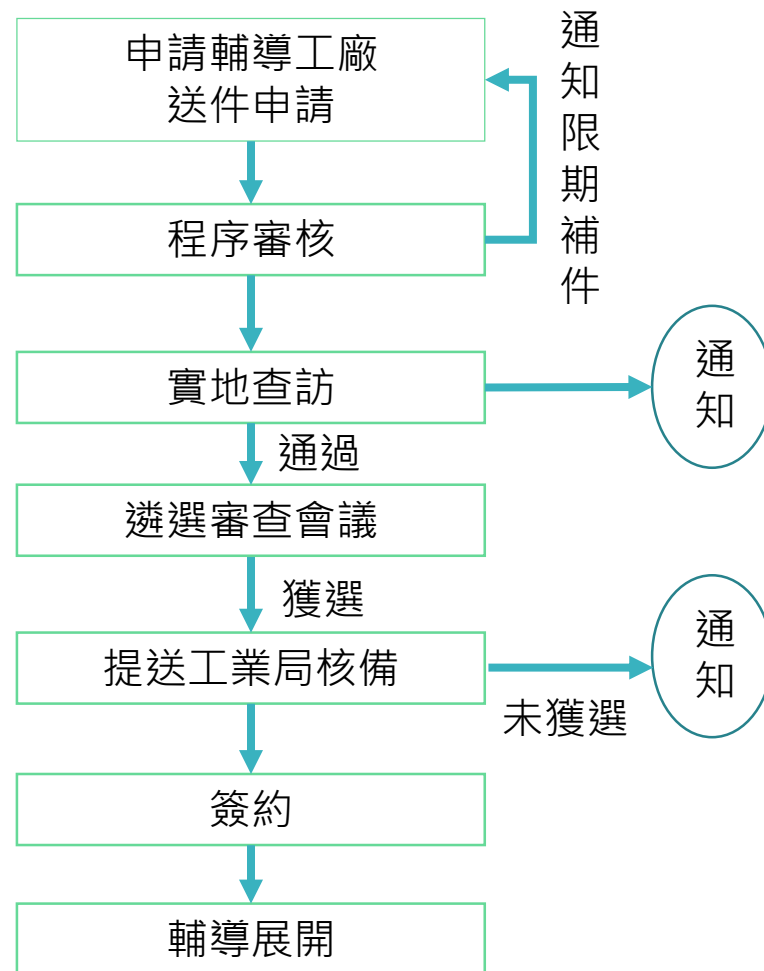 申請輔導工廠
送件申請
通知限期補件
程序審核
實地查訪
通知
通過
遴選審查會議
獲選
提送工業局核備
通知
未獲選
簽約
輔導展開